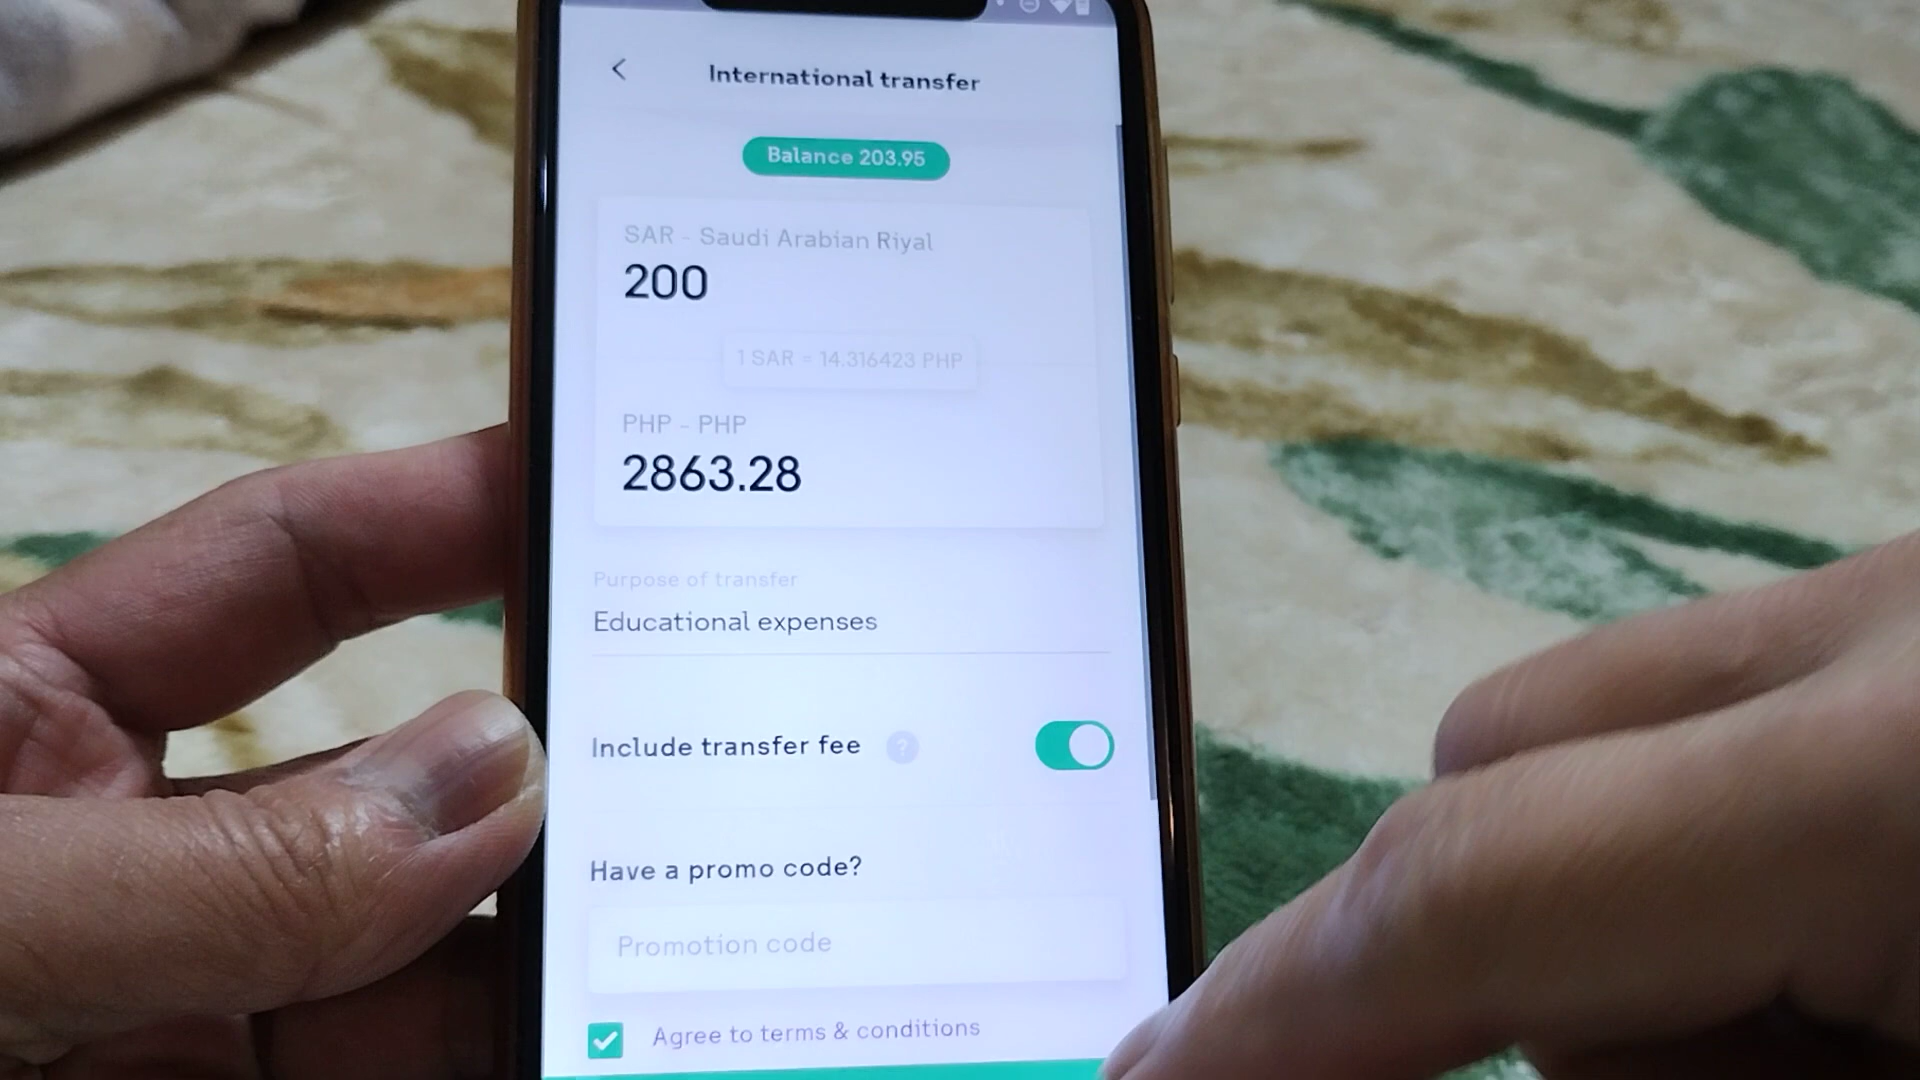 International transfer
Balance 203.95
SAR - Saudi Arabian Riyal
200
1 SAR = 14.316423 PHP
PHP - PHP
2863.28
Purpose of transfer
Educational expenses
Include transfer fee ?
Have a promo code?
Promotion code
Agree to terms & conditions